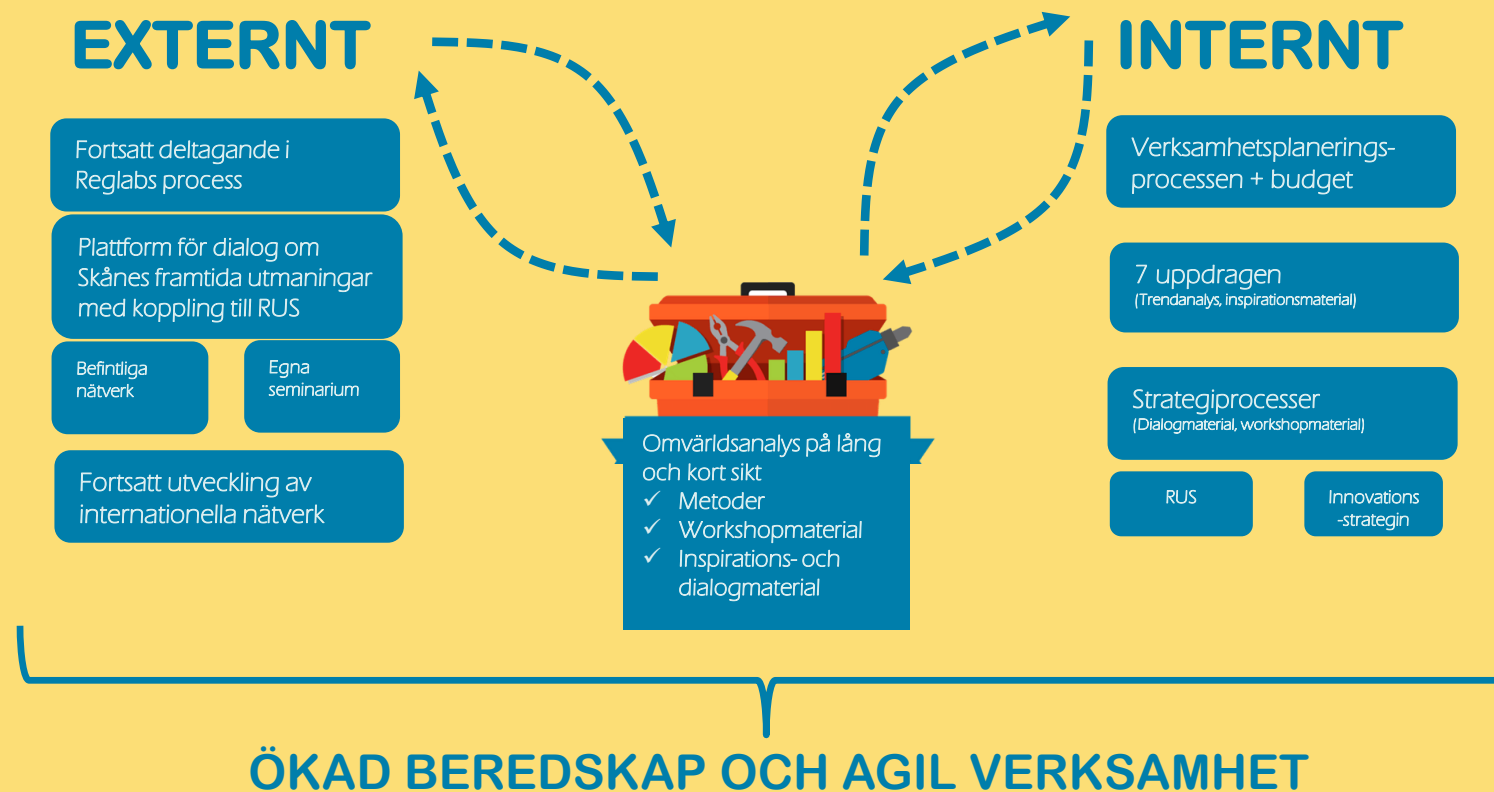 EXTERNT
Fortsatt deltagande i
Reglabs process
Plattform för dialog om
Skånes framtida utmaningar
med koppling till RUS
Befintliga
nätverk
Egna
seminarium
Fortsatt utveckling av
internationella nätverk
Omvärldsanalys på lång
och kort sikt
✓ Metoder
✓ Workshopmaterial
✓ Inspirations- och
dialogmaterial
INTERNT
Verksamhetsplanerings-
processen + budget
7 uppdragen
(Trendanalys, inspirationsmaterial)
Strategiprocesser
(Dialogmaterial, workshopmaterial)
RUS
Innovations
-strategin
ÖKAD BEREDSKAP OCH AGIL VERKSAMHET